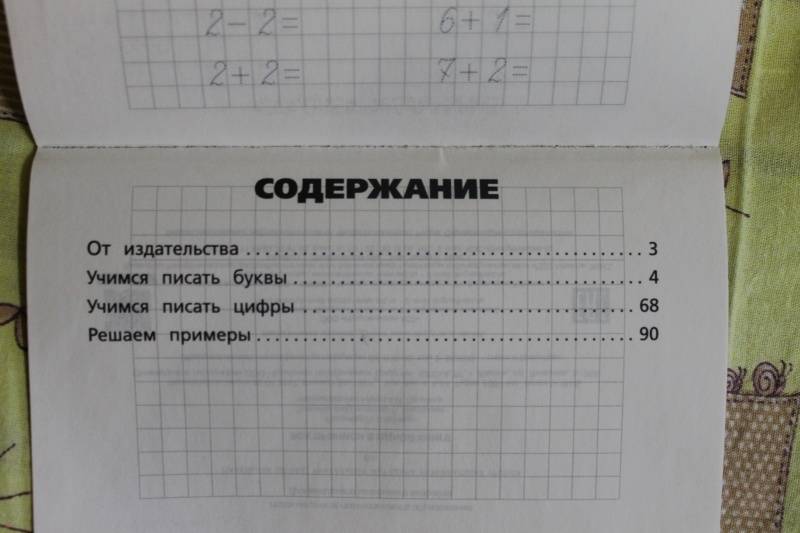 2 - 2 = 6 + 1 =
2 + 2 = 7 + 2 =
СОДЕРЖАНИЕ
От издательства ............................................. 3
Учимся писать буквы ........................................ 4
Учимся писать цифры ....................................... 68
Решаем примеры ............................................. 90